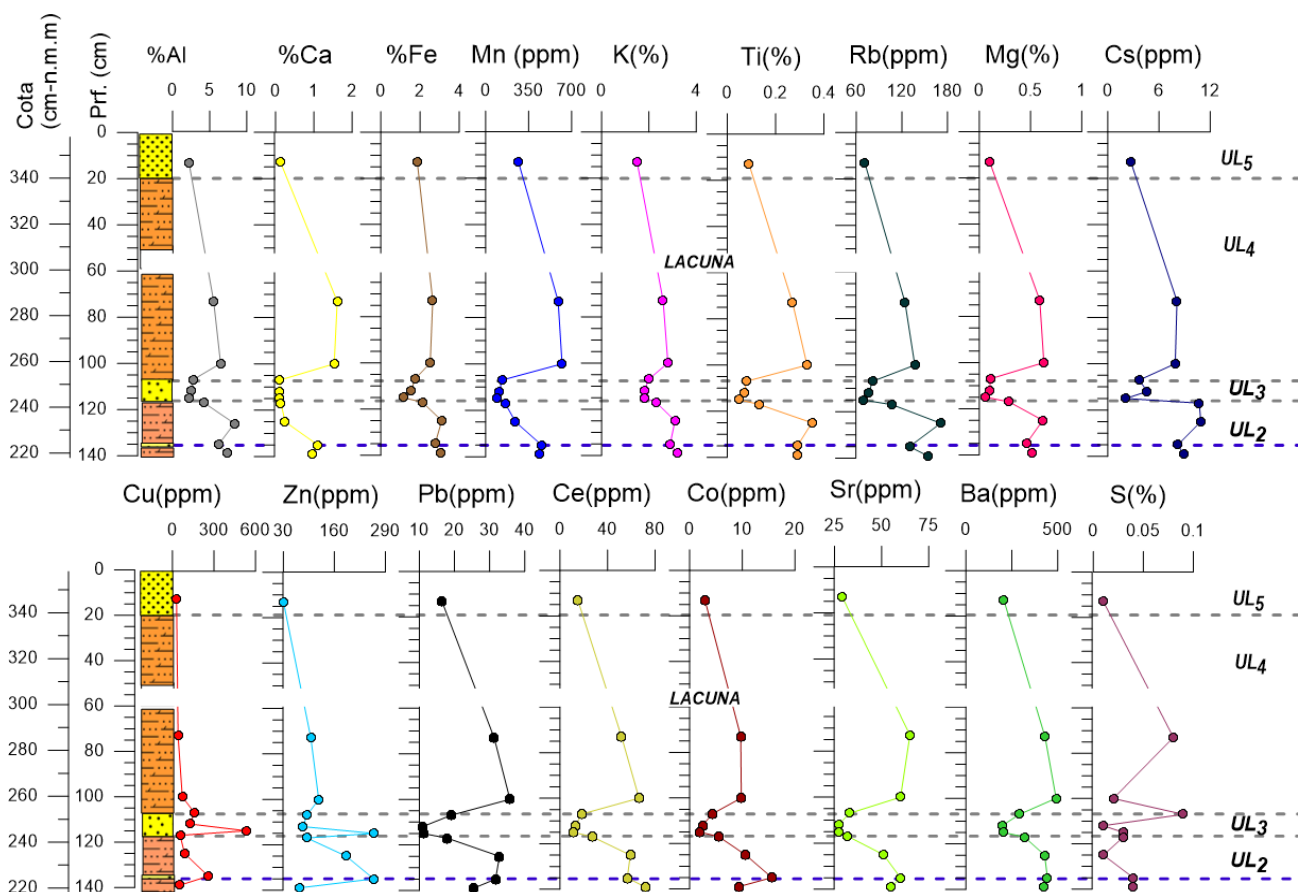 Cota (cm-n.m.m) Prf. (cm) %Al %Ca %Fe Mn (ppm) K(%) Ti(%) Rb(ppm) Mg(%) Cs(ppm)
0 5 10 0 1 2 0 2 4 0 350 700 0 2 4 0 0.2 0.4 60 120 180 0 0.5 1 0 6 12
0
UL5
340 20
320 40
UL4
300 60 LACUNA
280 80
260 100
UL3
240 120
UL2
220 140
Cu(ppm) Zn(ppm) Pb(ppm) Ce(ppm) Co(ppm) Sr(ppm) Ba(ppm) S(%)
0 300 600 30 160 290 10 20 30 40 0 40 80 0 10 20 25 50 75 0 500 0 0.05 0.1
0
UL5
340 20
320 40
UL4
300 60 LACUNA
280 80
260 100
UL3
240 120
UL2
220 140